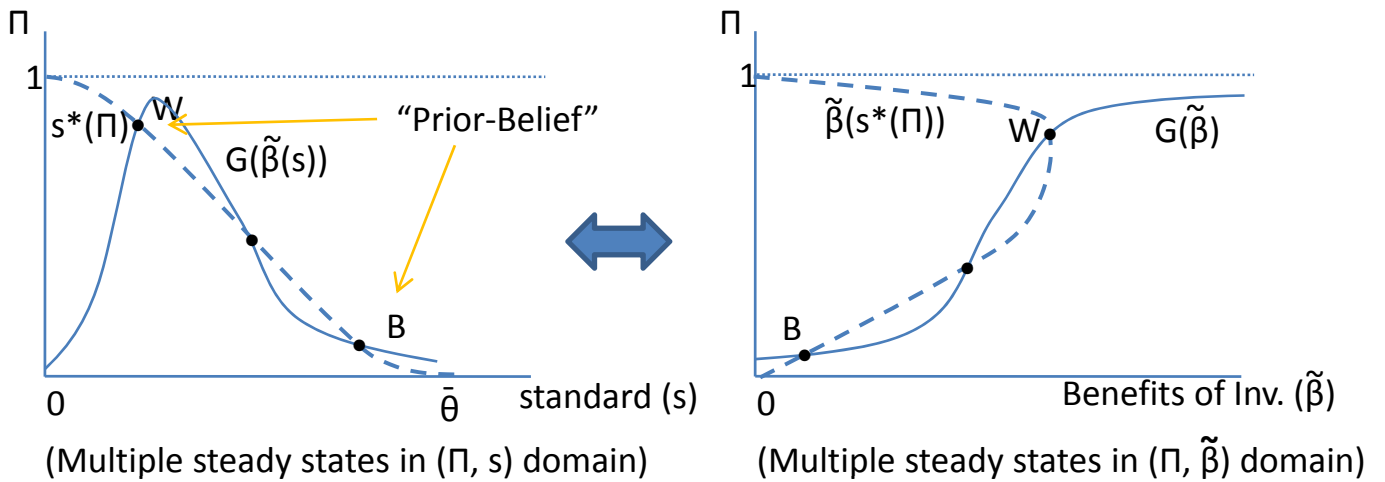 Π
1
W
s*(Π)
G(β̃(s))
"Prior-Belief"
B
0
θ̄
standard (s)
(Multiple steady states in (Π, s) domain)
Π
1
β̃(s*(Π))
W
G(β̃)
B
0
Benefits of Inv. (β̃)
(Multiple steady states in (Π, β̃) domain)